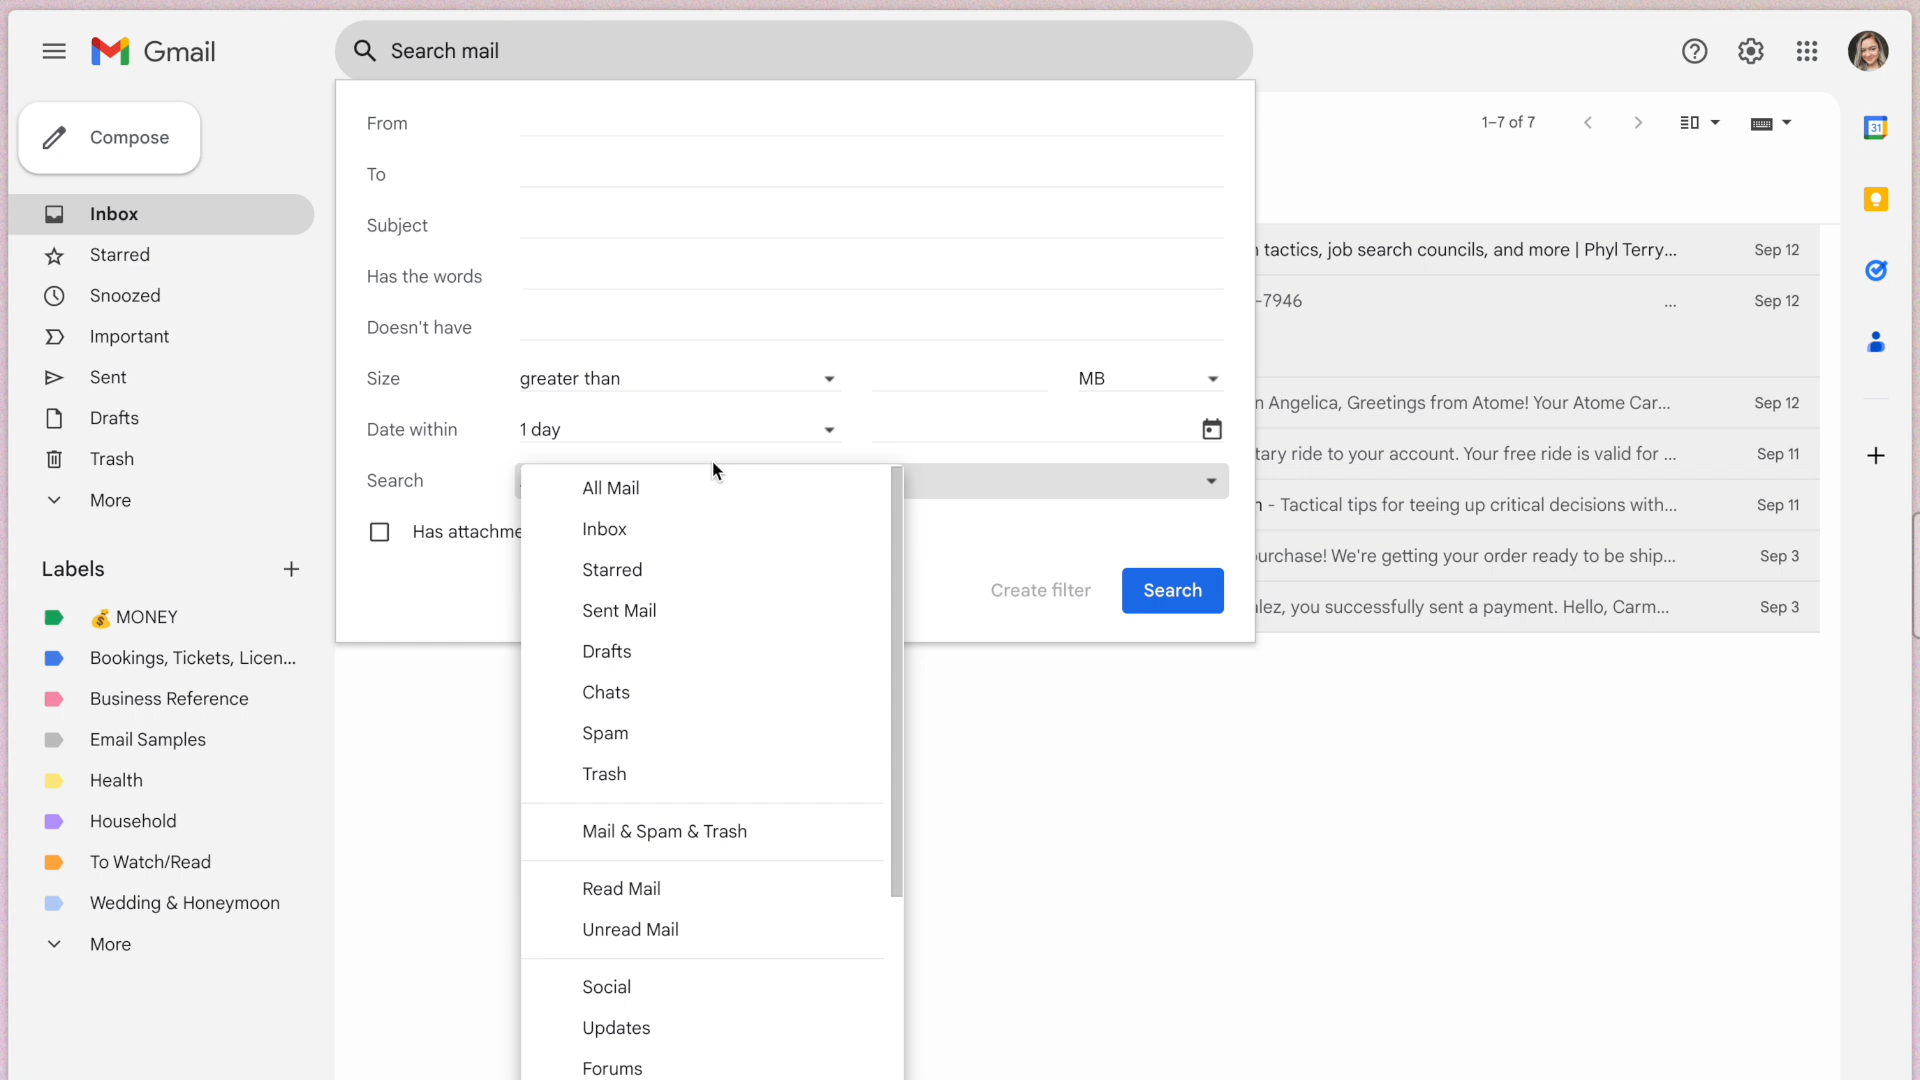 Gmail
Search mail
Compose
Inbox
Starred
Snoozed
Important
Sent
Drafts
Trash
More
Labels
💰 MONEY
Bookings, Tickets, Licen...
Business Reference
Email Samples
Health
Household
To Watch/Read
Wedding & Honeymoon
More
From
To
Subject
Has the words
Doesn't have
Size greater than MB
Date within 1 day
Search
Has attachme
Create filter Search
All Mail
Inbox
Starred
Sent Mail
Drafts
Chats
Spam
Trash
Mail & Spam & Trash
Read Mail
Unread Mail
Social
Updates
Forums
1–7 of 7
tactics, job search councils, and more | Phyl Terry... Sep 12
-7946 ... Sep 12
n Angelica, Greetings from Atome! Your Atome Car... Sep 12
tary ride to your account. Your free ride is valid for ... Sep 11
- Tactical tips for teeing up critical decisions with... Sep 11
urchase! We're getting your order ready to be ship... Sep 3
lez, you successfully sent a payment. Hello, Carm... Sep 3
31